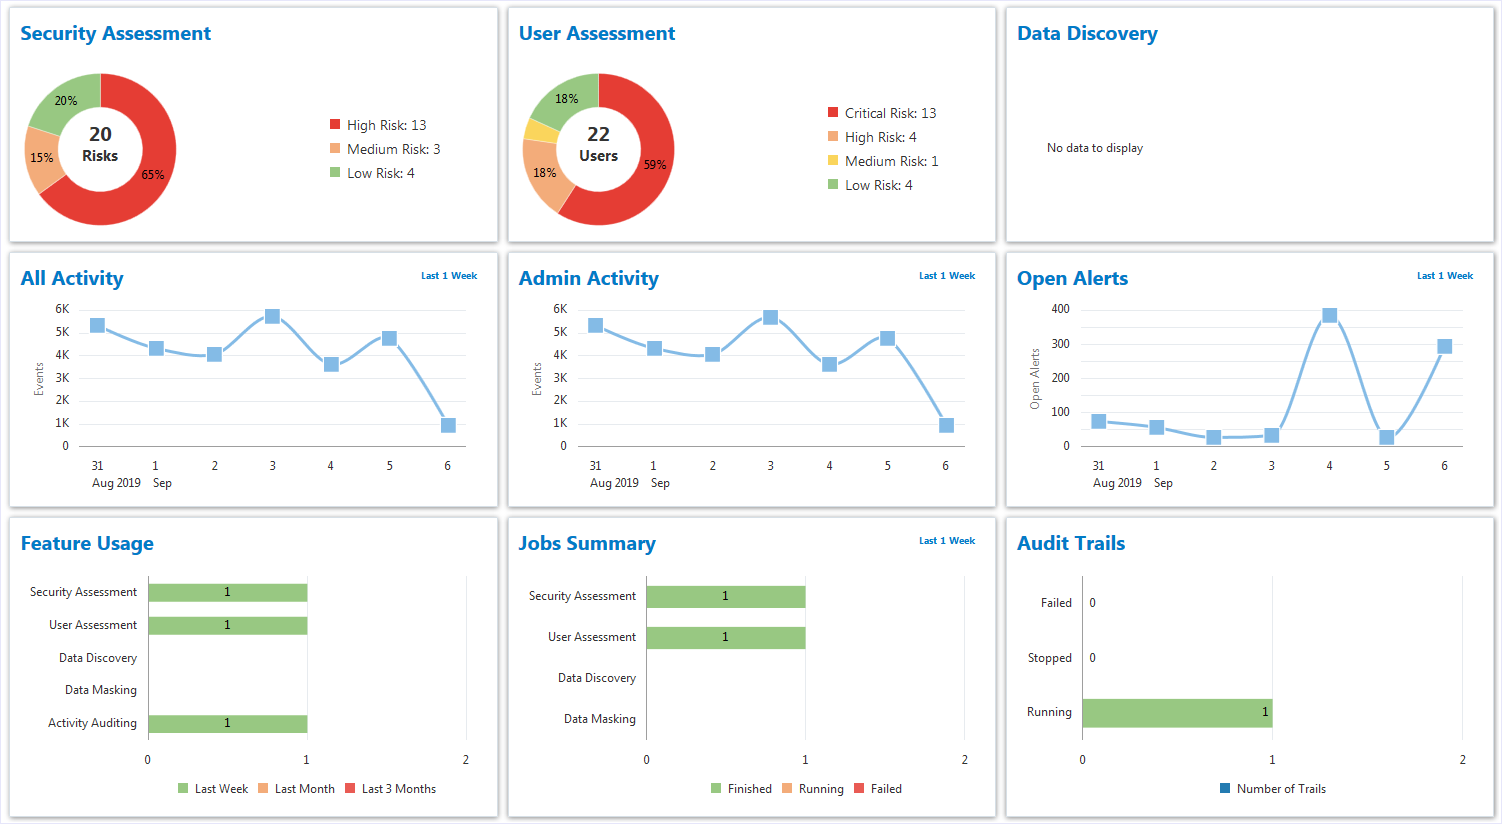 Security Assessment
20%
15%
65%
20
Risks
High Risk: 13
Medium Risk: 3
Low Risk: 4
User Assessment
18%
18%
59%
22
Users
Critical Risk: 13
High Risk: 4
Medium Risk: 1
Low Risk: 4
Data Discovery
No data to display
All Activity
Last 1 Week
Events
6K
5K
4K
3K
2K
1K
0
31 1 2 3 4 5 6
Aug 2019 Sep
Admin Activity
Last 1 Week
Events
6K
5K
4K
3K
2K
1K
0
31 1 2 3 4 5 6
Aug 2019 Sep
Open Alerts
Last 1 Week
Open Alerts
400
300
200
100
0
31 1 2 3 4 5 6
Aug 2019 Sep
Feature Usage
Security Assessment 1
User Assessment 1
Data Discovery
Data Masking
Activity Auditing 1
0 1 2
Last Week Last Month Last 3 Months
Jobs Summary
Last 1 Week
Security Assessment 1
User Assessment 1
Data Discovery
Data Masking
0 1 2
Finished Running Failed
Audit Trails
Failed 0
Stopped 0
Running 1
0 1 2
Number of Trails